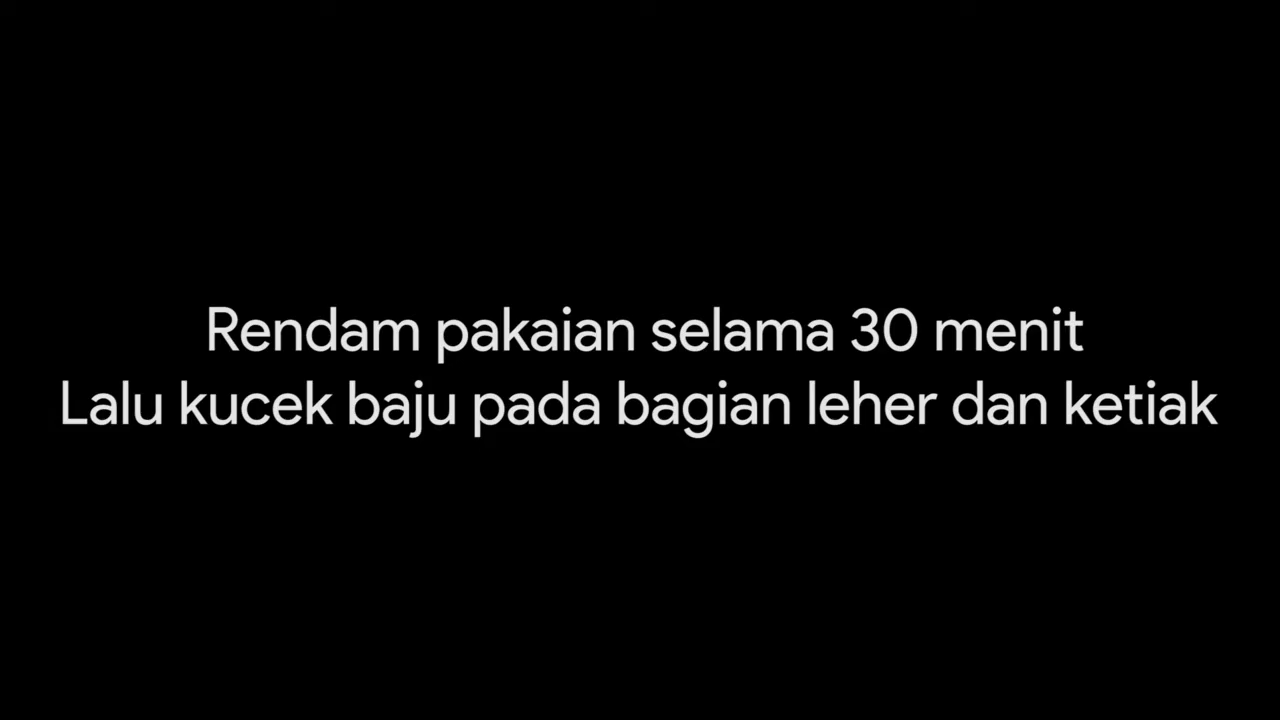 Rendam pakaian selama 30 menit
Lalu kucek baju pada bagian leher dan ketiak